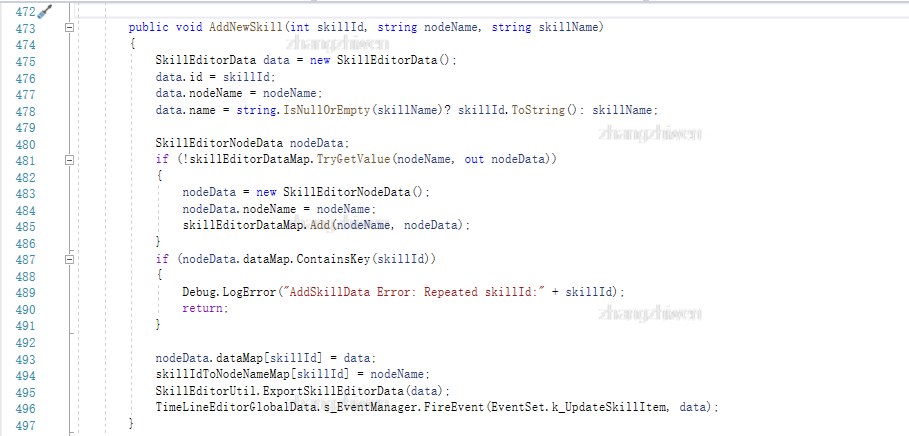 472
473 public void AddNewSkill(int skillId, string nodeName, string skillName)
474 {
475 SkillEditorData data = new SkillEditorData();
476 data.id = skillId;
477 data.nodeName = nodeName;
478 data.name = string.IsNullOrEmpty(skillName)? skillId.ToString(): skillName;
479
480 SkillEditorNodeData nodeData;
481 if (!skillEditorDataMap.TryGetValue(nodeName, out nodeData))
482 {
483 nodeData = new SkillEditorNodeData();
484 nodeData.nodeName = nodeName;
485 skillEditorDataMap.Add(nodeName, nodeData);
486 }
487 if (nodeData.dataMap.ContainsKey(skillId))
488 {
489 Debug.LogError("AddSkillData Error: Repeated skillId:" + skillId);
490 return;
491 }
492
493 nodeData.dataMap[skillId] = data;
494 skillIdToNodeNameMap[skillId] = nodeName;
495 SkillEditorUtil.ExportSkillEditorData(data);
496 TimeLineEditorGlobalData.s_EventManager.FireEvent(EventSet.k_UpdateSkillItem, data);
497 }
zhangzhiwen
zhangzhiwen
zhangzhiwen
zhangzhiwen
zhangzhiwen